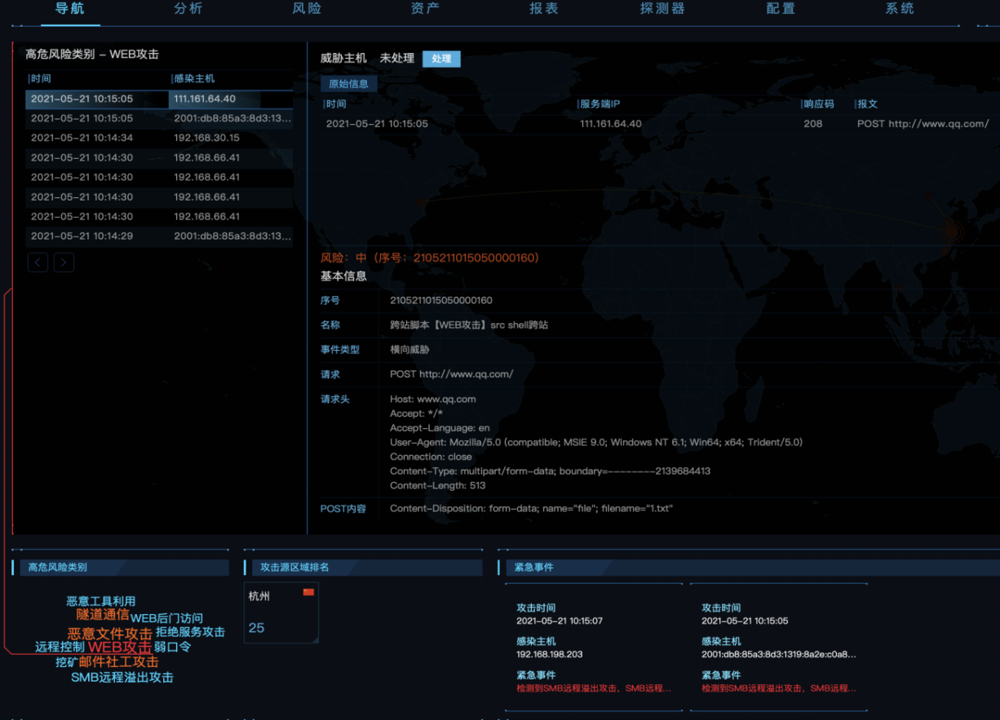 导航 分析 风险 资产 报表 探测器 配置 系统
高危风险类别 - WEB攻击
时间 感染主机
2021-05-21 10:15:05 111.161.64.40
2021-05-21 10:15:05 2001:db8:85a3:8d3:13...
2021-05-21 10:14:34 192.168.30.15
2021-05-21 10:14:30 192.168.66.41
2021-05-21 10:14:30 192.168.66.41
2021-05-21 10:14:30 192.168.66.41
2021-05-21 10:14:30 192.168.66.41
2021-05-21 10:14:29 2001:db8:85a3:8d3:13...
威胁主机 未处理 处理
原始信息
时间 服务端IP 响应码 报文
2021-05-21 10:15:05 111.161.64.40 208 POST http://www.qq.com/
风险：中（序号：2105211015050000160）
基本信息
序号 2105211015050000160
名称 跨站脚本【WEB攻击】src shell跨站
事件类型 横向威胁
请求 POST http://www.qq.com/
请求头 Host: www.qq.com
Accept: */*
Accept-Language: en
User-Agent: Mozilla/5.0 (compatible; MSIE 9.0; Windows NT 6.1; Win64; x64; Trident/5.0)
Connection: close
Content-Type: multipart/form-data; boundary=--------2139684413
Content-Length: 513
POST内容 Content-Disposition: form-data; name="file"; filename="1.txt"
高危风险类别
恶意工具利用
隧道通信 WEB后门访问
恶意文件攻击 拒绝服务攻击
远程控制 WEB攻击 弱口令
挖矿 邮件社工攻击
SMB远程溢出攻击
攻击源区域排名
杭州
25
紧急事件
攻击时间
2021-05-21 10:15:07
感染主机
192.168.198.203
紧急事件
检测到SMB远程溢出攻击，SMB远程...
攻击时间
2021-05-21 10:15:05
感染主机
2001:db8:85a3:8d3:1319:8a2e:c0a8...
紧急事件
检测到SMB远程溢出攻击，SMB远程...